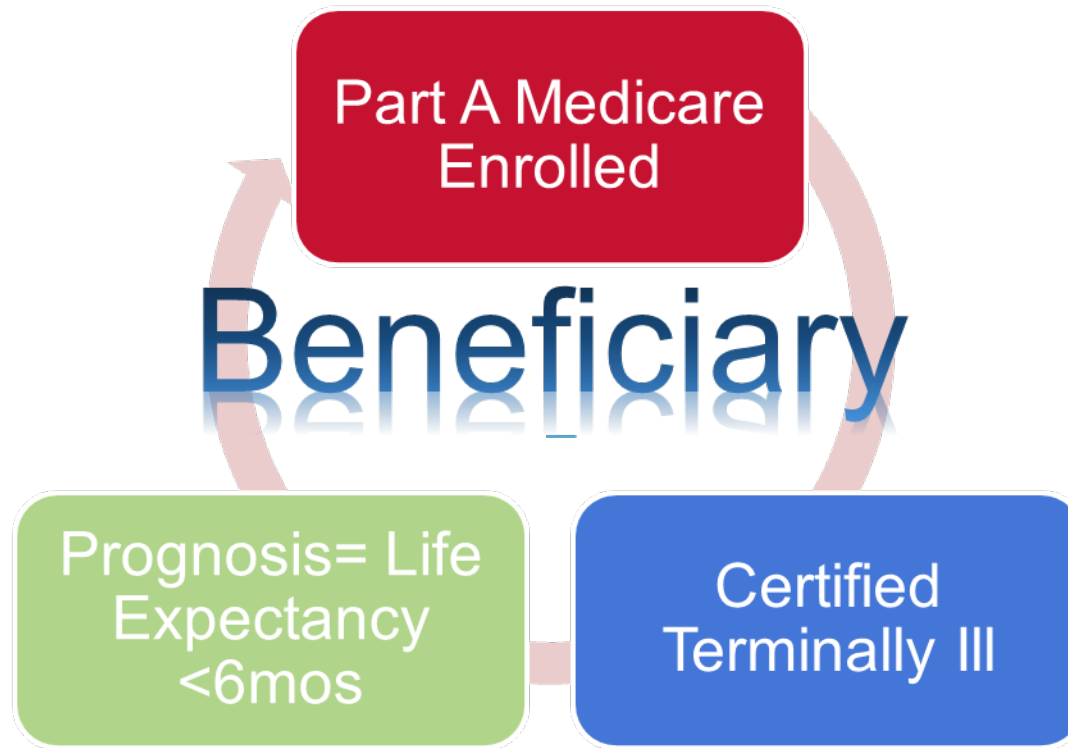 Part A Medicare
Enrolled
Beneficiary
Prognosis= Life
Expectancy
<6mos
Certified
Terminally Ill